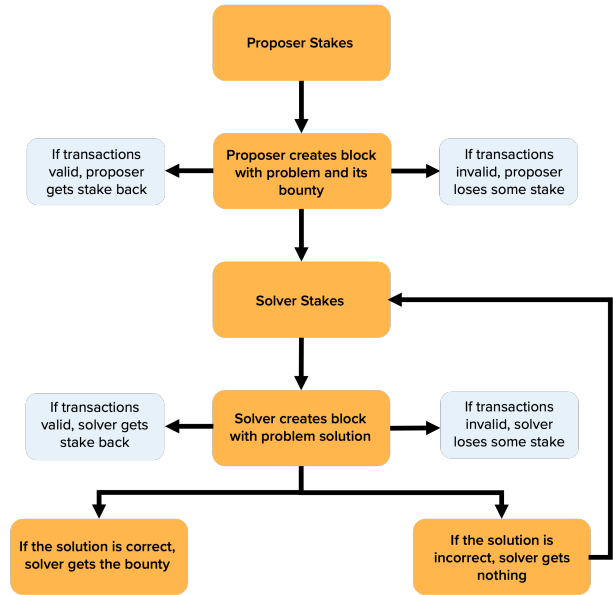 Proposer Stakes
If transactions
valid, proposer
gets stake back
Proposer creates block
with problem and its
bounty
If transactions
invalid, proposer
loses some stake
Solver Stakes
If transactions
valid, solver gets
stake back
Solver creates block
with problem solution
If transactions
invalid, solver
loses some stake
If the solution is correct,
solver gets the bounty
If the solution is
incorrect, solver gets
nothing